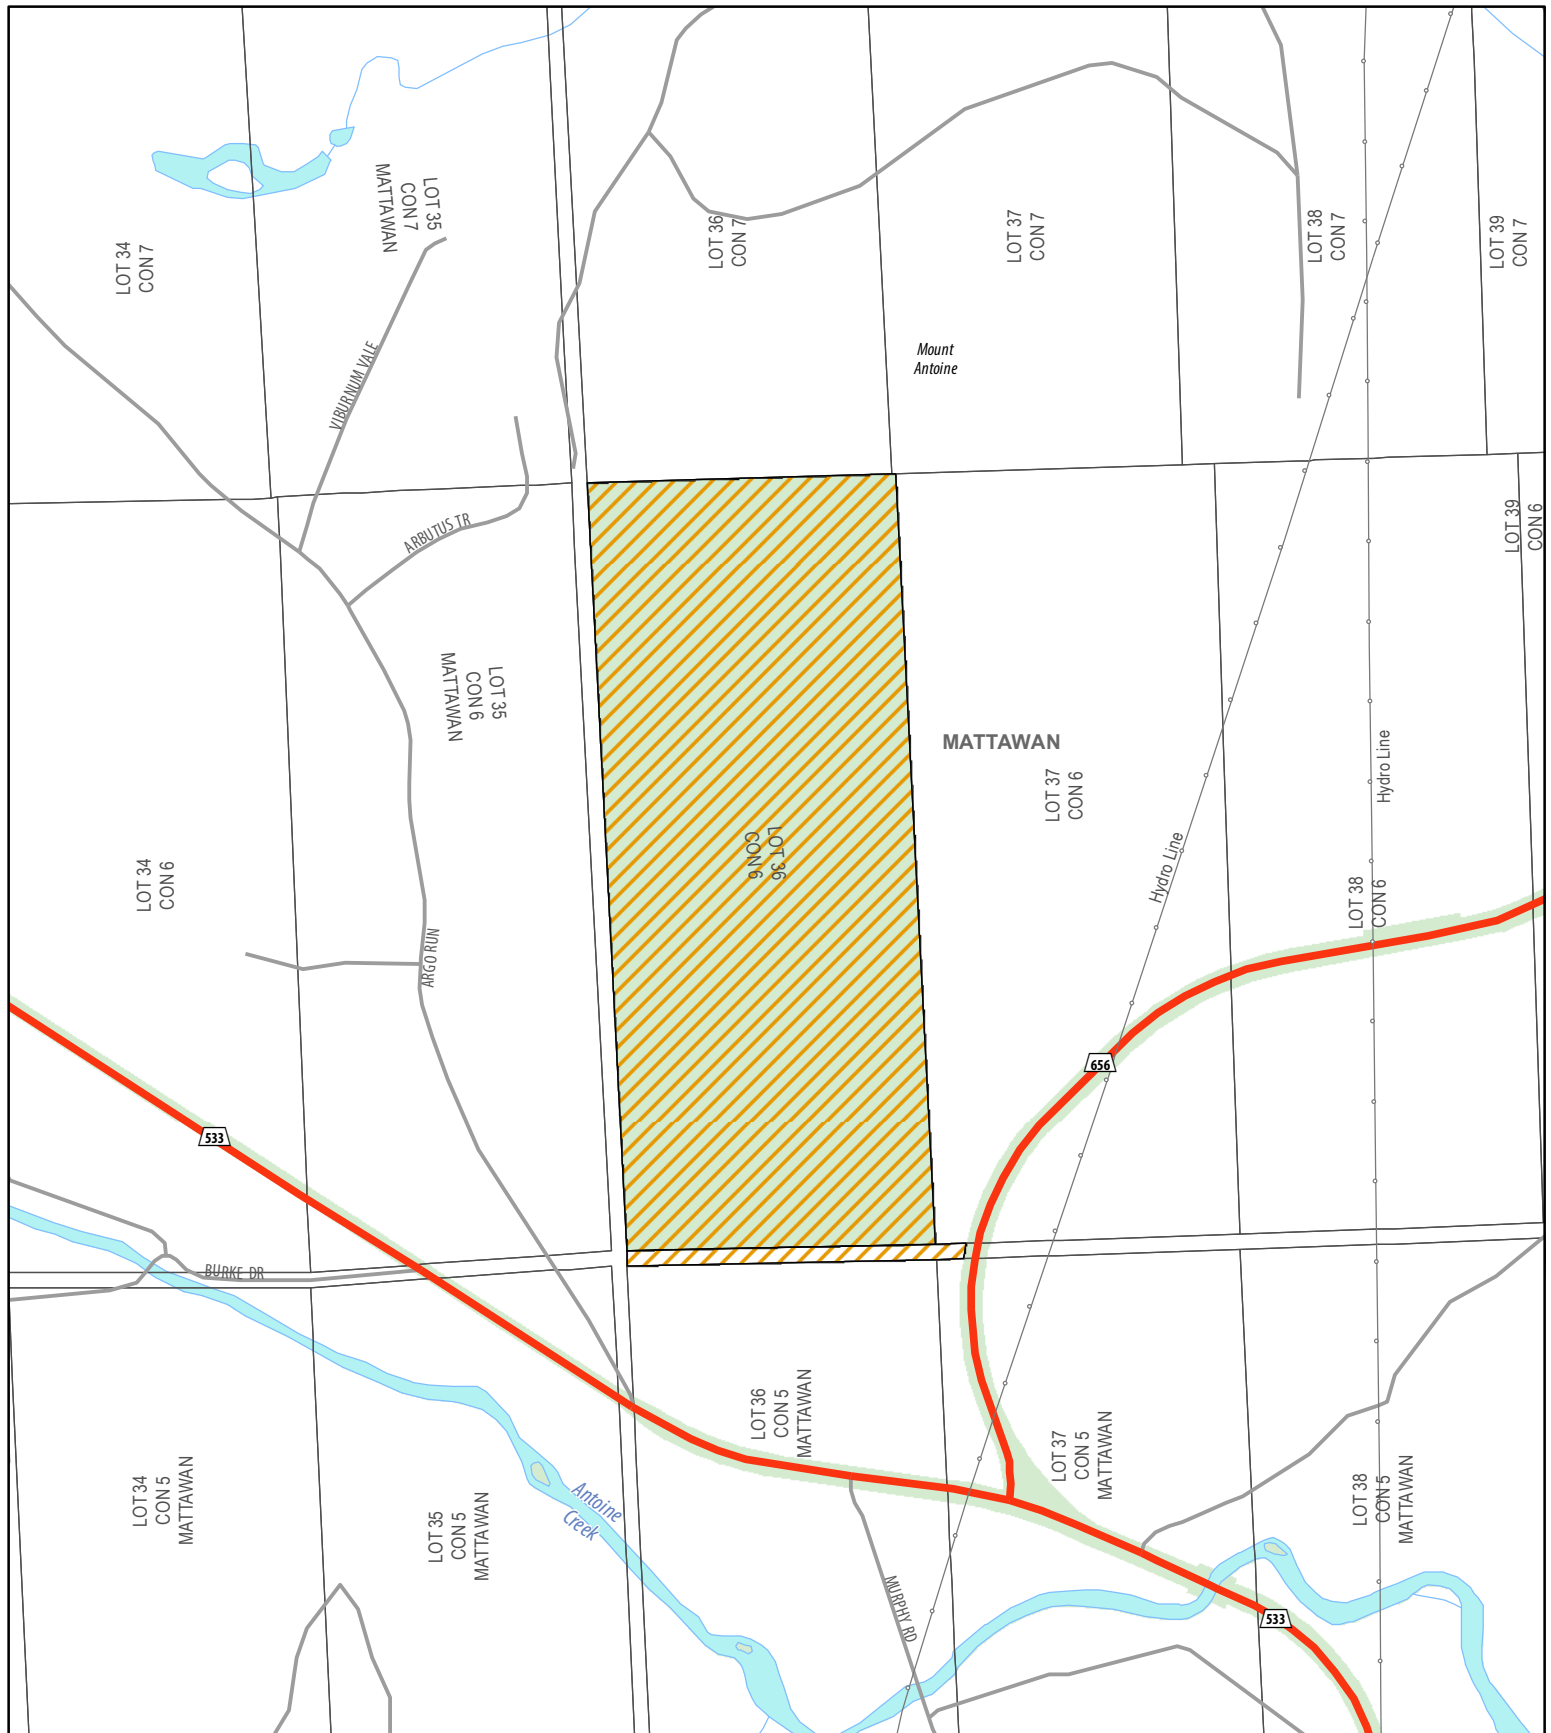 LOT 34
CON 7
LOT 35
CON 7
MATTAWAN
LOT 36
CON 7
LOT 37
CON 7
LOT 38
CON 7
LOT 39
CON 7
Mount
Antoine
VIBURNUM VALE
ARBUTUS TR
LOT 39
CON 6
LOT 35
CON 6
MATTAWAN
MATTAWAN
LOT 37
CON 6
Hydro Line
LOT 36
CON 6
Hydro Line
LOT 34
CON 6
LOT 38
CON 6
ARGO RUN
656
533
BURKE DR
LOT 36
CON 5
MATTAWAN
LOT 37
CON 5
MATTAWAN
LOT 34
CON 5
MATTAWAN
LOT 35
CON 5
MATTAWAN
Antoine
Creek
LOT 38
CON 5
MATTAWAN
MURPHY RD
533